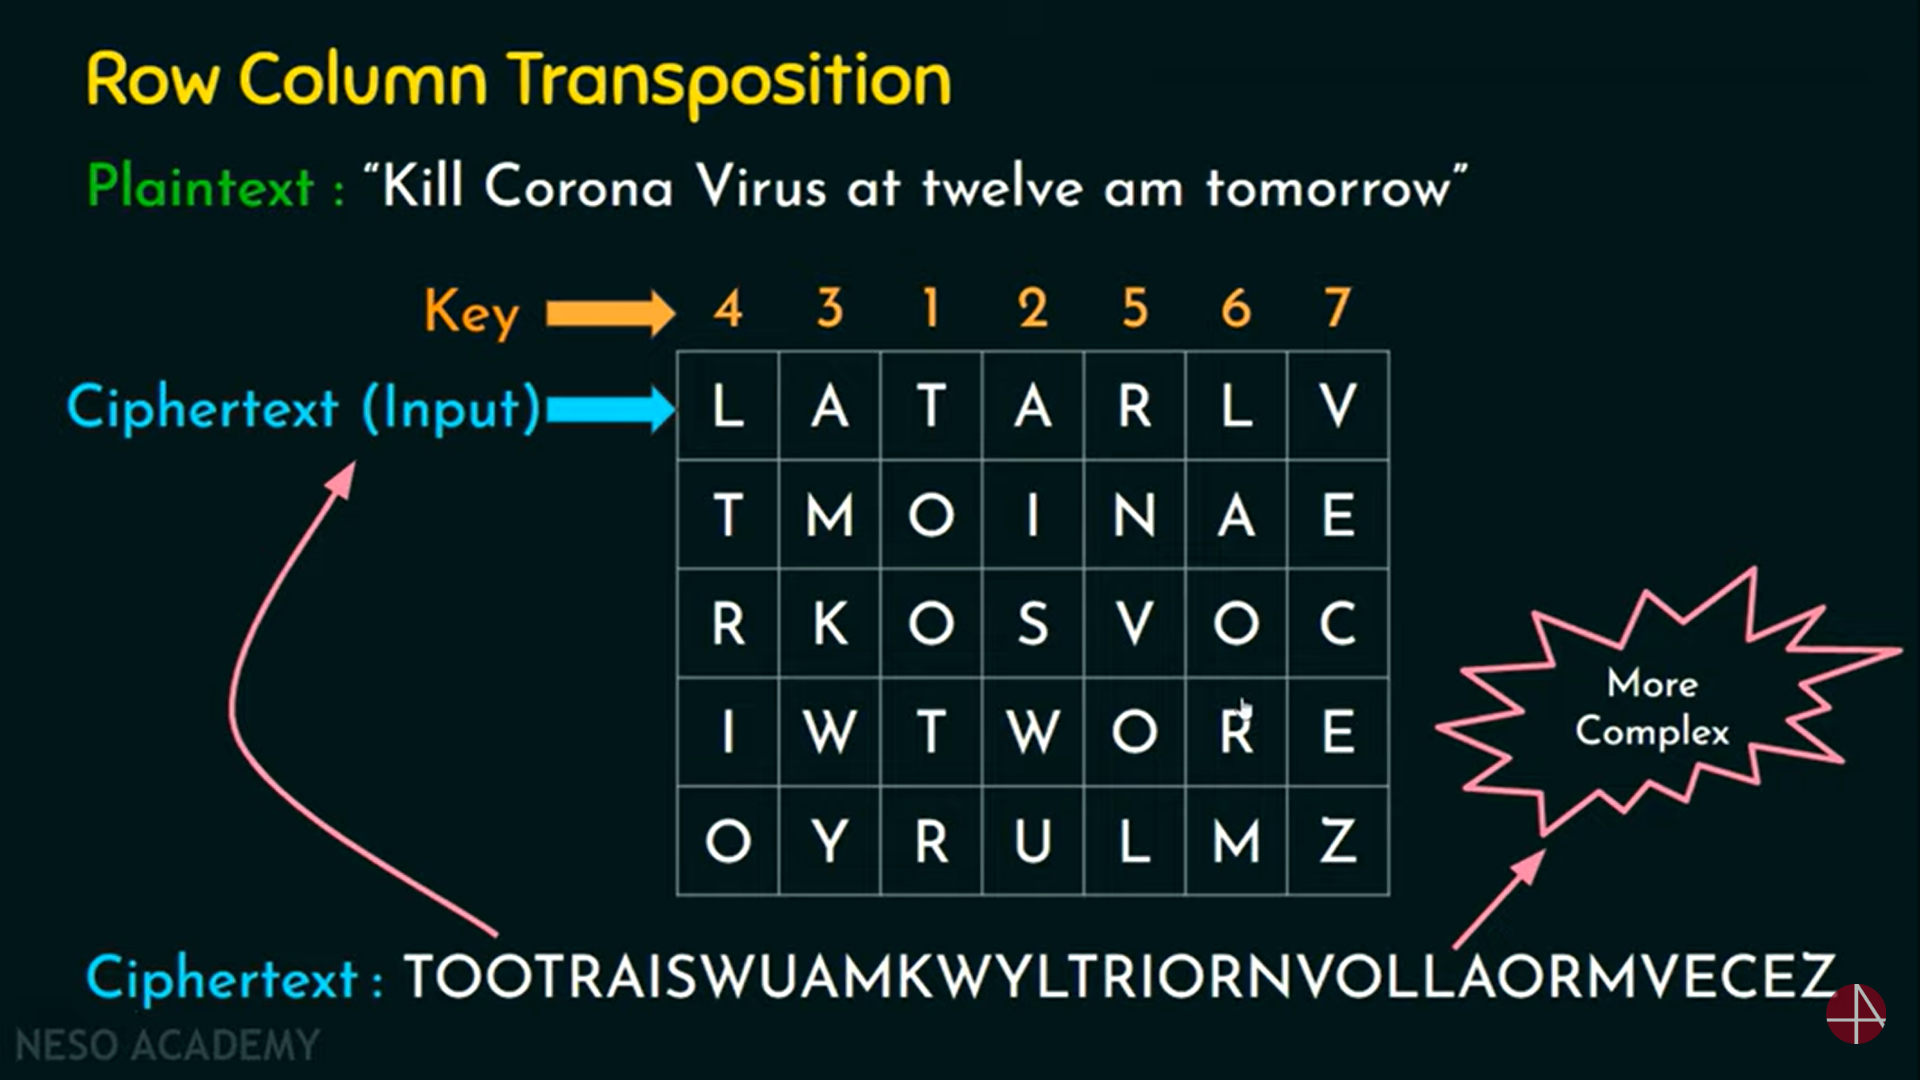 Row Column Transposition
Plaintext : “Kill Corona Virus at twelve am tomorrow”
Key 4 3 1 2 5 6 7
Ciphertext (Input) L A T A R L V
T M O I N A E
R K O S V O C
I W T W O R E
O Y R U L M Z
More
Complex
Ciphertext : TOOTRAISWUAMKWYLTRIORNVOLLAORMVECEZ
NESO ACADEMY